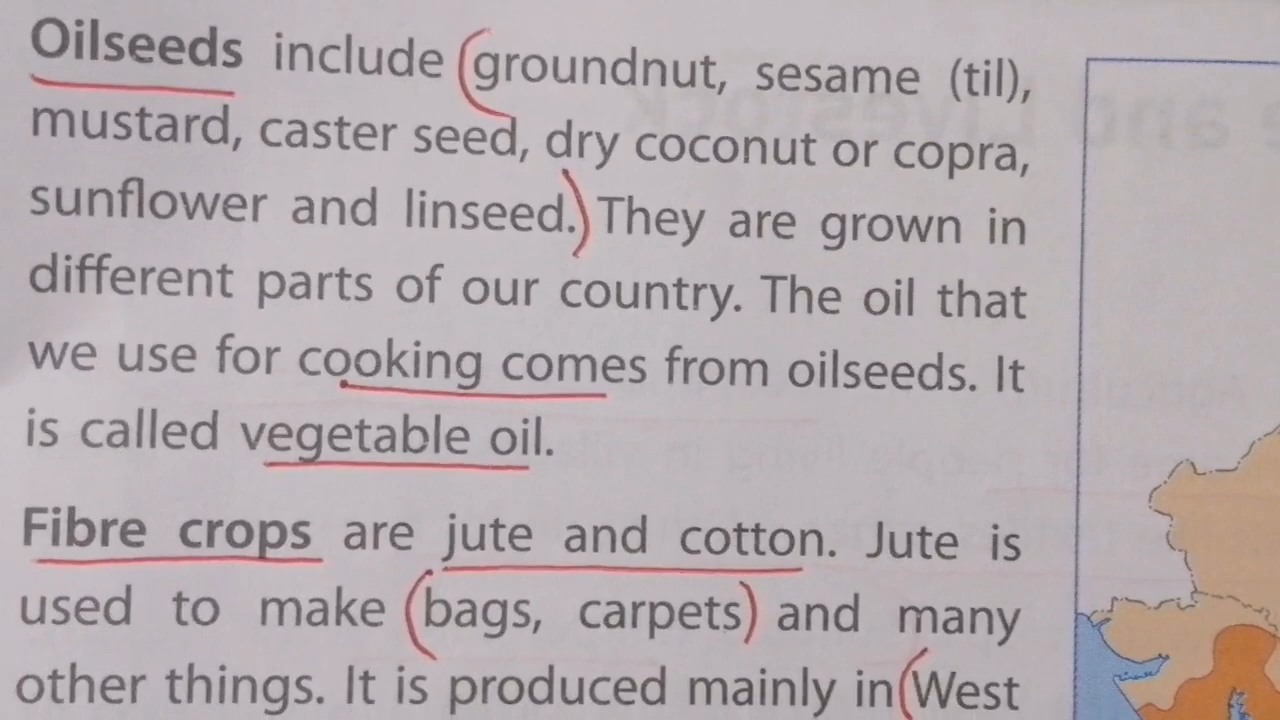 Oilseeds include groundnut, sesame (til),
mustard, caster seed, dry coconut or copra,
sunflower and linseed. They are grown in
different parts of our country. The oil that
we use for cooking comes from oilseeds. It
is called vegetable oil.
Fibre crops are jute and cotton. Jute is
used to make bags, carpets and many
other things. It is produced mainly in West